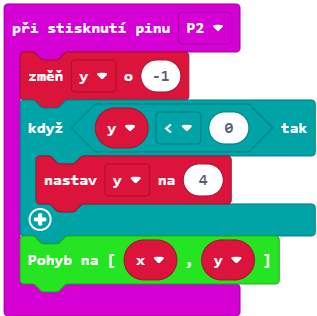 při stisknutí pinu P2
změň y o -1
když y < 0 tak
nastav y na 4
Pohyb na [ x , y ]